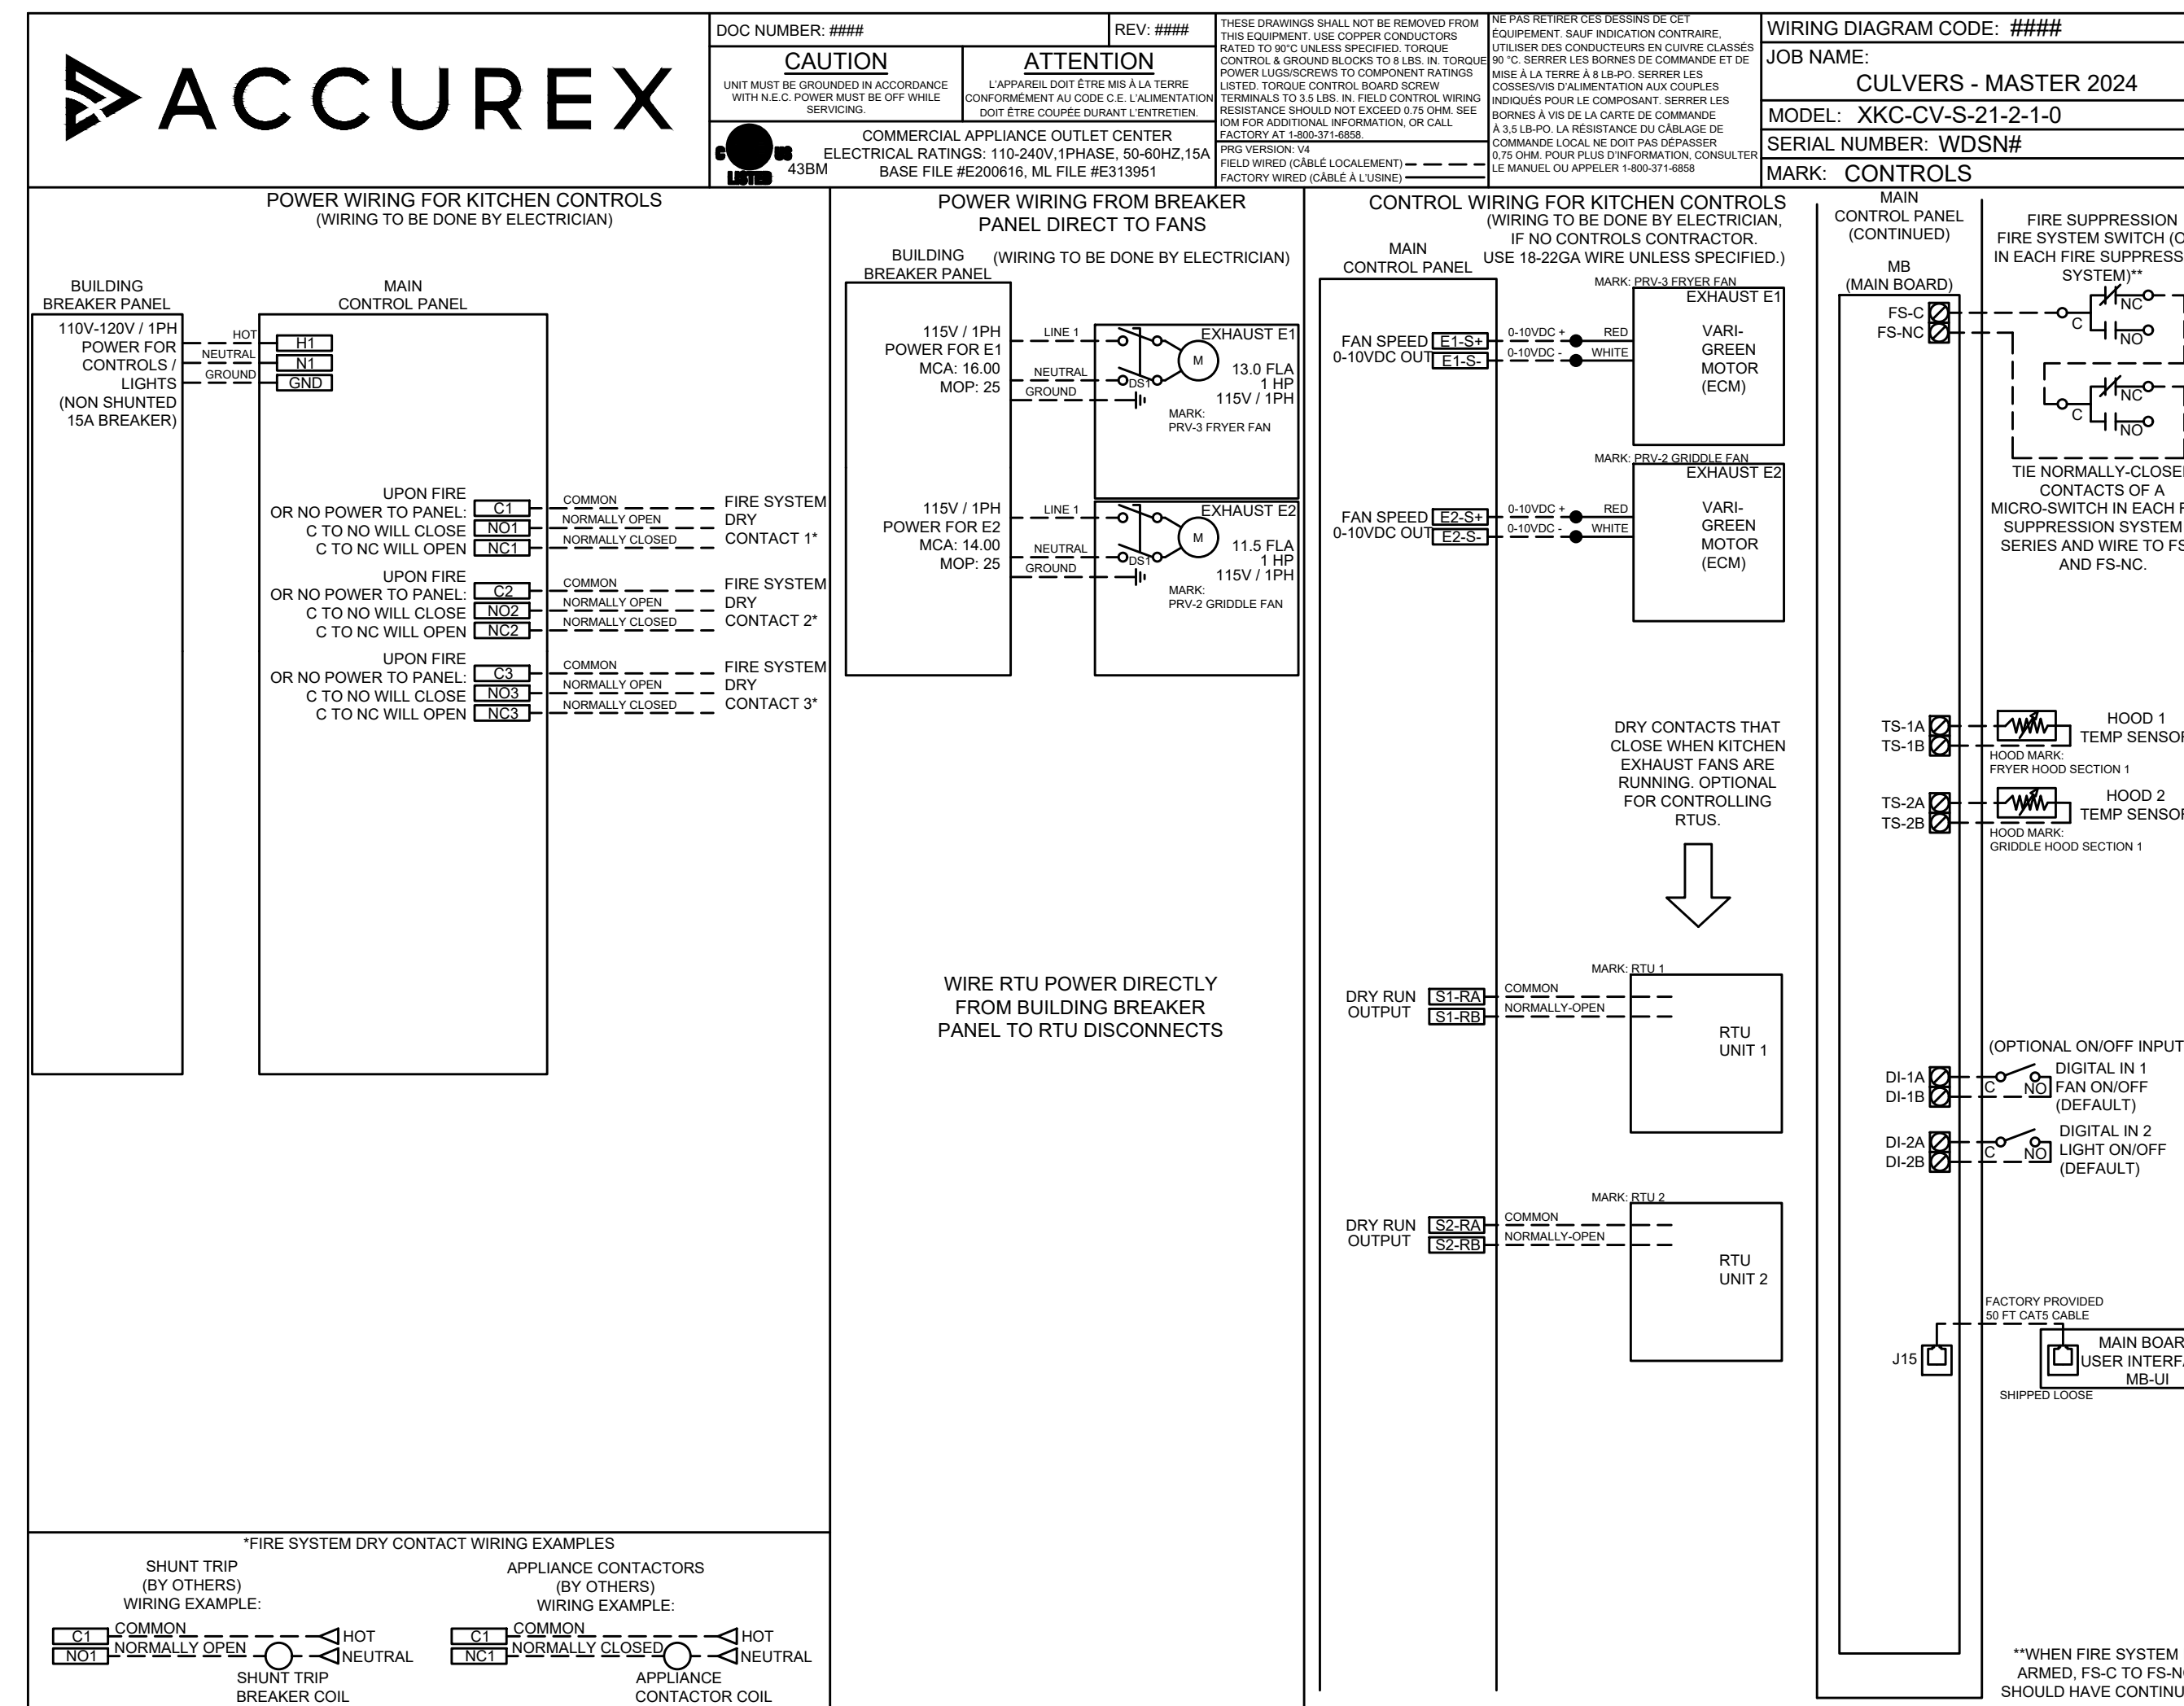 ACCUREX
DOC NUMBER: ####
REV: ####
CAUTION
UNIT MUST BE GROUNDED IN ACCORDANCE
WITH N.E.C. POWER MUST BE OFF WHILE
SERVICING.
ATTENTION
L'APPAREIL DOIT ÊTRE MIS À LA TERRE
CONFORMÉMENT AU CODE C.E. L'ALIMENTATION
DOIT ÊTRE COUPÉE DURANT L'ENTRETIEN.
C US
LISTED
43BM
COMMERCIAL APPLIANCE OUTLET CENTER
ELECTRICAL RATINGS: 110-240V,1PHASE, 50-60HZ,15A
BASE FILE #E200616, ML FILE #E313951
THESE DRAWINGS SHALL NOT BE REMOVED FROM
THIS EQUIPMENT. USE COPPER CONDUCTORS
RATED TO 90°C UNLESS SPECIFIED. TORQUE
CONTROL & GROUND BLOCKS TO 8 LBS. IN. TORQUE
POWER LUGS/SCREWS TO COMPONENT RATINGS
LISTED. TORQUE CONTROL BOARD SCREW
TERMINALS TO 3.5 LBS. IN. FIELD CONTROL WIRING
RESISTANCE SHOULD NOT EXCEED 0.75 OHM. SEE
IOM FOR ADDITIONAL INFORMATION, OR CALL
FACTORY AT 1-800-371-6858.
PRG VERSION: V4
FIELD WIRED (CÂBLÉ LOCALEMENT)
FACTORY WIRED (CÂBLÉ À L'USINE)
NE PAS RETIRER CES DESSINS DE CET
ÉQUIPEMENT. SAUF INDICATION CONTRAIRE,
UTILISER DES CONDUCTEURS EN CUIVRE CLASSÉS
90 °C. SERRER LES BORNES DE COMMANDE ET DE
MISE À LA TERRE À 8 LB-PO. SERRER LES
COSSES/VIS D'ALIMENTATION AUX COUPLES
INDIQUÉS POUR LE COMPOSANT. SERRER LES
BORNES À VIS DE LA CARTE DE COMMANDE
À 3,5 LB-PO. LA RÉSISTANCE DU CÂBLAGE DE
COMMANDE LOCAL NE DOIT PAS DÉPASSER
0,75 OHM. POUR PLUS D'INFORMATION, CONSULTER
LE MANUEL OU APPELER 1-800-371-6858
WIRING DIAGRAM CODE: ####
JOB NAME:
CULVERS - MASTER 2024
MODEL: XKC-CV-S-21-2-1-0
SERIAL NUMBER: WDSN#
MARK: CONTROLS
POWER WIRING FOR KITCHEN CONTROLS
(WIRING TO BE DONE BY ELECTRICIAN)
BUILDING
BREAKER PANEL
MAIN
CONTROL PANEL
110V-120V / 1PH
POWER FOR
CONTROLS /
LIGHTS
(NON SHUNTED
15A BREAKER)
HOT
H1
NEUTRAL
N1
GROUND
GND
UPON FIRE
OR NO POWER TO PANEL:
C TO NO WILL CLOSE
C TO NC WILL OPEN
C1
NO1
NC1
COMMON
NORMALLY OPEN
NORMALLY CLOSED
FIRE SYSTEM
DRY
CONTACT 1*
UPON FIRE
OR NO POWER TO PANEL:
C TO NO WILL CLOSE
C TO NC WILL OPEN
C2
NO2
NC2
COMMON
NORMALLY OPEN
NORMALLY CLOSED
FIRE SYSTEM
DRY
CONTACT 2*
UPON FIRE
OR NO POWER TO PANEL:
C TO NO WILL CLOSE
C TO NC WILL OPEN
C3
NO3
NC3
COMMON
NORMALLY OPEN
NORMALLY CLOSED
FIRE SYSTEM
DRY
CONTACT 3*
*FIRE SYSTEM DRY CONTACT WIRING EXAMPLES
SHUNT TRIP
(BY OTHERS)
WIRING EXAMPLE:
C1
NO1
COMMON
NORMALLY OPEN
HOT
NEUTRAL
SHUNT TRIP
BREAKER COIL
APPLIANCE CONTACTORS
(BY OTHERS)
WIRING EXAMPLE:
C1
NC1
COMMON
NORMALLY CLOSED
HOT
NEUTRAL
APPLIANCE
CONTACTOR COIL
POWER WIRING FROM BREAKER
PANEL DIRECT TO FANS
(WIRING TO BE DONE BY ELECTRICIAN)
BUILDING
BREAKER PANEL
115V / 1PH
POWER FOR E1
MCA: 16.00
MOP: 25
LINE 1
NEUTRAL
GROUND
DS1
M
EXHAUST E1
13.0 FLA
1 HP
115V / 1PH
MARK:
PRV-3 FRYER FAN
115V / 1PH
POWER FOR E2
MCA: 14.00
MOP: 25
LINE 1
NEUTRAL
GROUND
DS1
M
EXHAUST E2
11.5 FLA
1 HP
115V / 1PH
MARK:
PRV-2 GRIDDLE FAN
WIRE RTU POWER DIRECTLY
FROM BUILDING BREAKER
PANEL TO RTU DISCONNECTS
CONTROL WIRING FOR KITCHEN CONTROLS
(WIRING TO BE DONE BY ELECTRICIAN,
IF NO CONTROLS CONTRACTOR.
USE 18-22GA WIRE UNLESS SPECIFIED.)
MAIN
CONTROL PANEL
MARK: PRV-3 FRYER FAN
EXHAUST E1
FAN SPEED
0-10VDC OUT
E1-S+
E1-S-
0-10VDC +
0-10VDC -
RED
WHITE
VARI-
GREEN
MOTOR
(ECM)
MARK: PRV-2 GRIDDLE FAN
EXHAUST E2
FAN SPEED
0-10VDC OUT
E2-S+
E2-S-
0-10VDC +
0-10VDC -
RED
WHITE
VARI-
GREEN
MOTOR
(ECM)
DRY CONTACTS THAT
CLOSE WHEN KITCHEN
EXHAUST FANS ARE
RUNNING. OPTIONAL
FOR CONTROLLING
RTUS.
MARK: RTU 1
DRY RUN
OUTPUT
S1-RA
S1-RB
COMMON
NORMALLY-OPEN
RTU
UNIT 1
MARK: RTU 2
DRY RUN
OUTPUT
S2-RA
S2-RB
COMMON
NORMALLY-OPEN
RTU
UNIT 2
MAIN
CONTROL PANEL
(CONTINUED)
MB
(MAIN BOARD)
FS-C
FS-NC
FIRE SUPPRESSION
FIRE SYSTEM SWITCH
IN EACH FIRE
SYSTEM)**
C
NC
NO
C
NC
NO
TIE
CONTACTS OF A
MICRO-SWITCH IN EACH
SUPPRESSION SYSTEM
SERIES AND WIRE TO
AND FS-NC.
TS-1A
TS-1B
HOOD 1
TEMP
HOOD MARK:
FRYER HOOD SECTION 1
TS-2A
TS-2B
HOOD 2
TEMP
HOOD MARK:
GRIDDLE HOOD SECTION 1
(OPTIONAL ON/OFF
DI-1A
DI-1B
C
NO
DIGITAL IN 1
FAN ON/OFF
(DEFAULT)
DI-2A
DI-2B
C
NO
DIGITAL IN 2
LIGHT ON/OFF
(DEFAULT)
FACTORY PROVIDED
50 FT CAT5 CABLE
J15
MAIN
USER
MB-UI
SHIPPED LOOSE
**WHEN FIRE SYSTEM
ARMED, FS-C TO
SHOULD HAVE